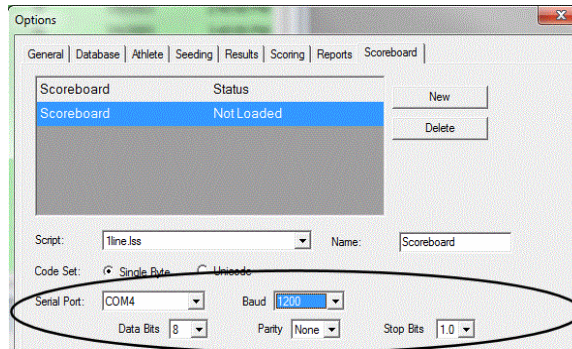 Options
General Database Athlete Seeding Results Scoring Reports Scoreboard
Scoreboard Status
Scoreboard Not Loaded
New
Delete
Script: 1line.lss Name: Scoreboard
Code Set: Single Byte Unicode
Serial Port: COM4 Baud 1200
Data Bits 8 Parity None Stop Bits 1.0